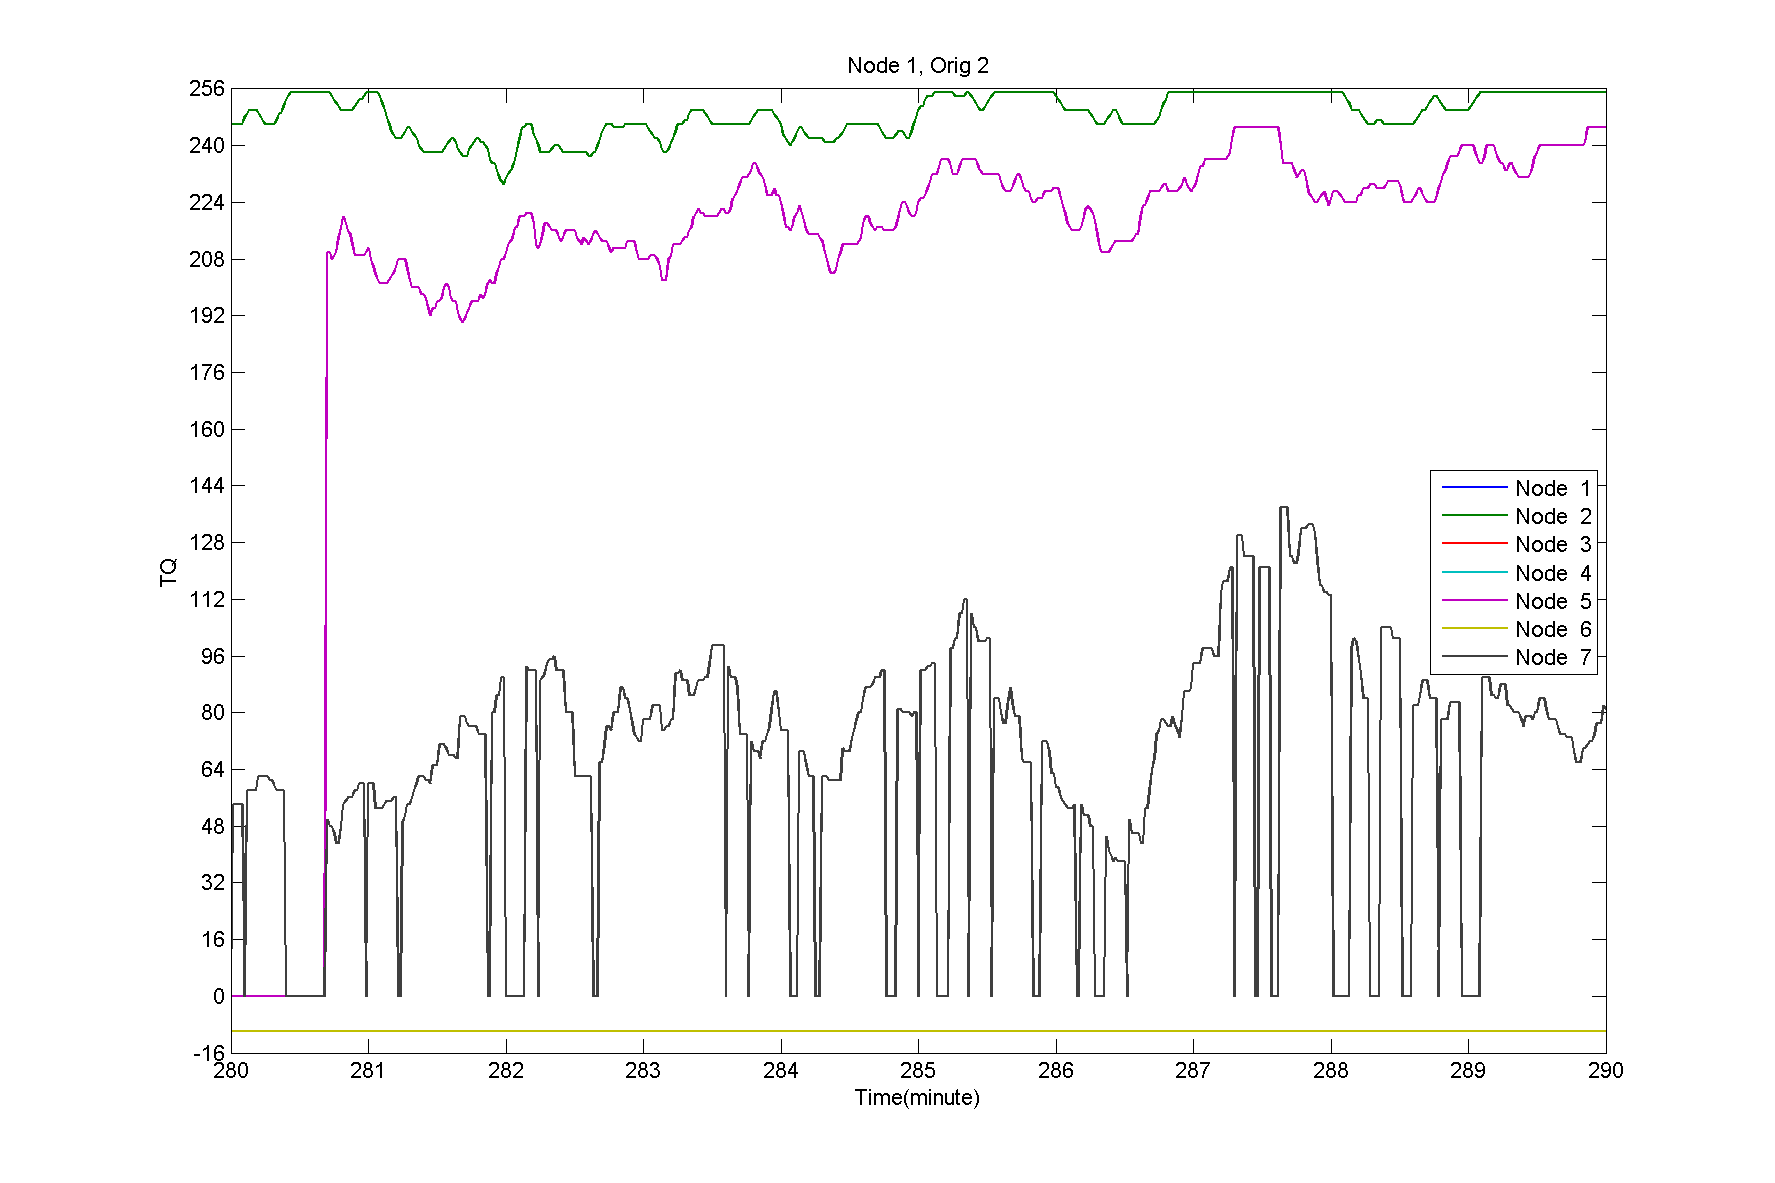 Node 1, Orig 2
256
240
224
208
192
176
160
144
128
112
96
80
64
48
32
16
0
-16
TQ
Node 1
Node 2
Node 3
Node 4
Node 5
Node 6
Node 7
280 281 282 283 284 285 286 287 288 289 290
Time(minute)